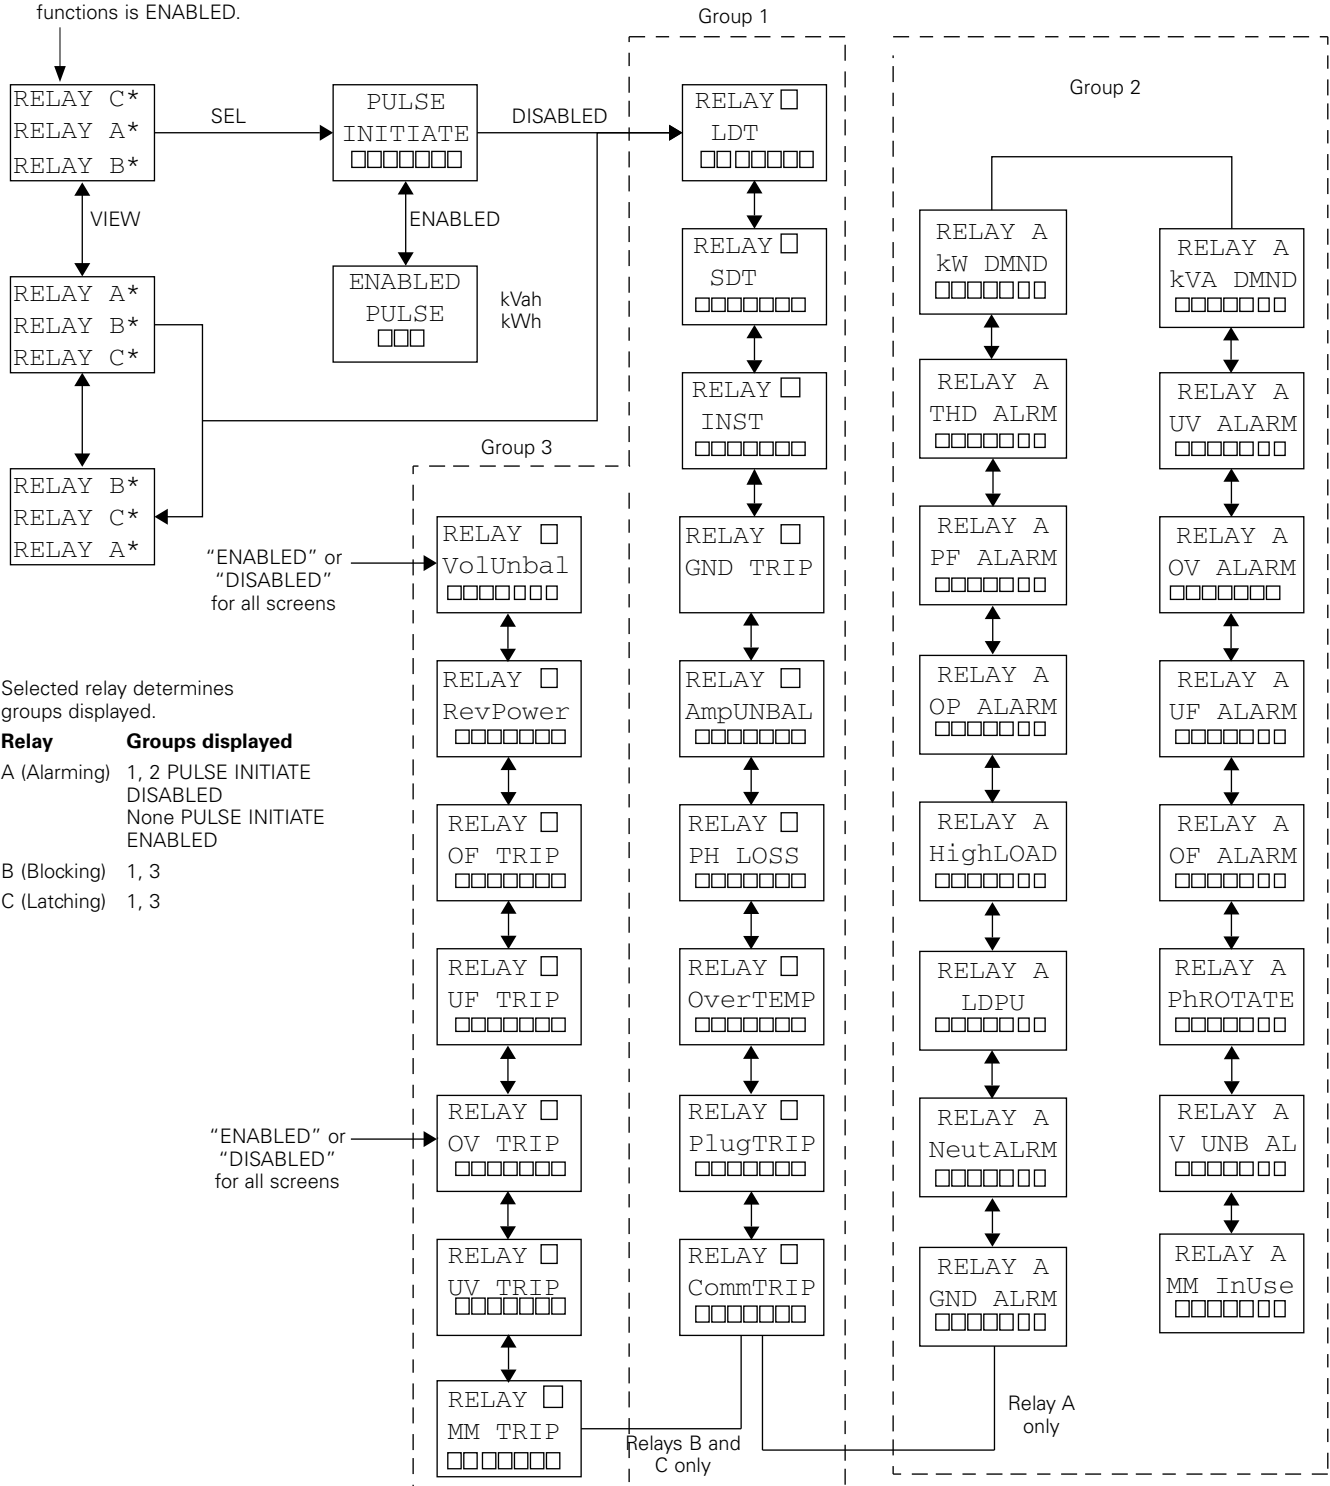 functions is ENABLED.
RELAY C*
RELAY A*
RELAY B*
SEL
PULSE
INITIATE
DISABLED
VIEW
ENABLED
RELAY A*
RELAY B*
RELAY C*
ENABLED
PULSE
kVah
kWh
RELAY B*
RELAY C*
RELAY A*
"ENABLED" or
"DISABLED"
for all screens
Selected relay determines
groups displayed.
Relay Groups displayed
A (Alarming) 1, 2 PULSE INITIATE
DISABLED
None PULSE INITIATE
ENABLED
B (Blocking) 1, 3
C (Latching) 1, 3
"ENABLED" or
"DISABLED"
for all screens
Group 3
RELAY □
VolUnbal
RELAY □
RevPower
RELAY □
OF TRIP
RELAY □
UF TRIP
RELAY □
OV TRIP
RELAY □
UV TRIP
RELAY □
MM TRIP
Relays B and
C only
Group 1
RELAY □
LDT
RELAY □
SDT
RELAY □
INST
RELAY □
GND TRIP
RELAY □
AmpUNBAL
RELAY □
PH LOSS
RELAY □
OverTEMP
RELAY □
PlugTRIP
RELAY □
CommTRIP
Group 2
RELAY A
kW DMND
RELAY A
THD ALRM
RELAY A
PF ALARM
RELAY A
OP ALARM
RELAY A
HighLOAD
RELAY A
LDPU
RELAY A
NeutALRM
RELAY A
GND ALRM
Relay A
only
RELAY A
kVA DMND
RELAY A
UV ALARM
RELAY A
OV ALARM
RELAY A
UF ALARM
RELAY A
OF ALARM
RELAY A
PhROTATE
RELAY A
V UNB AL
RELAY A
MM InUse